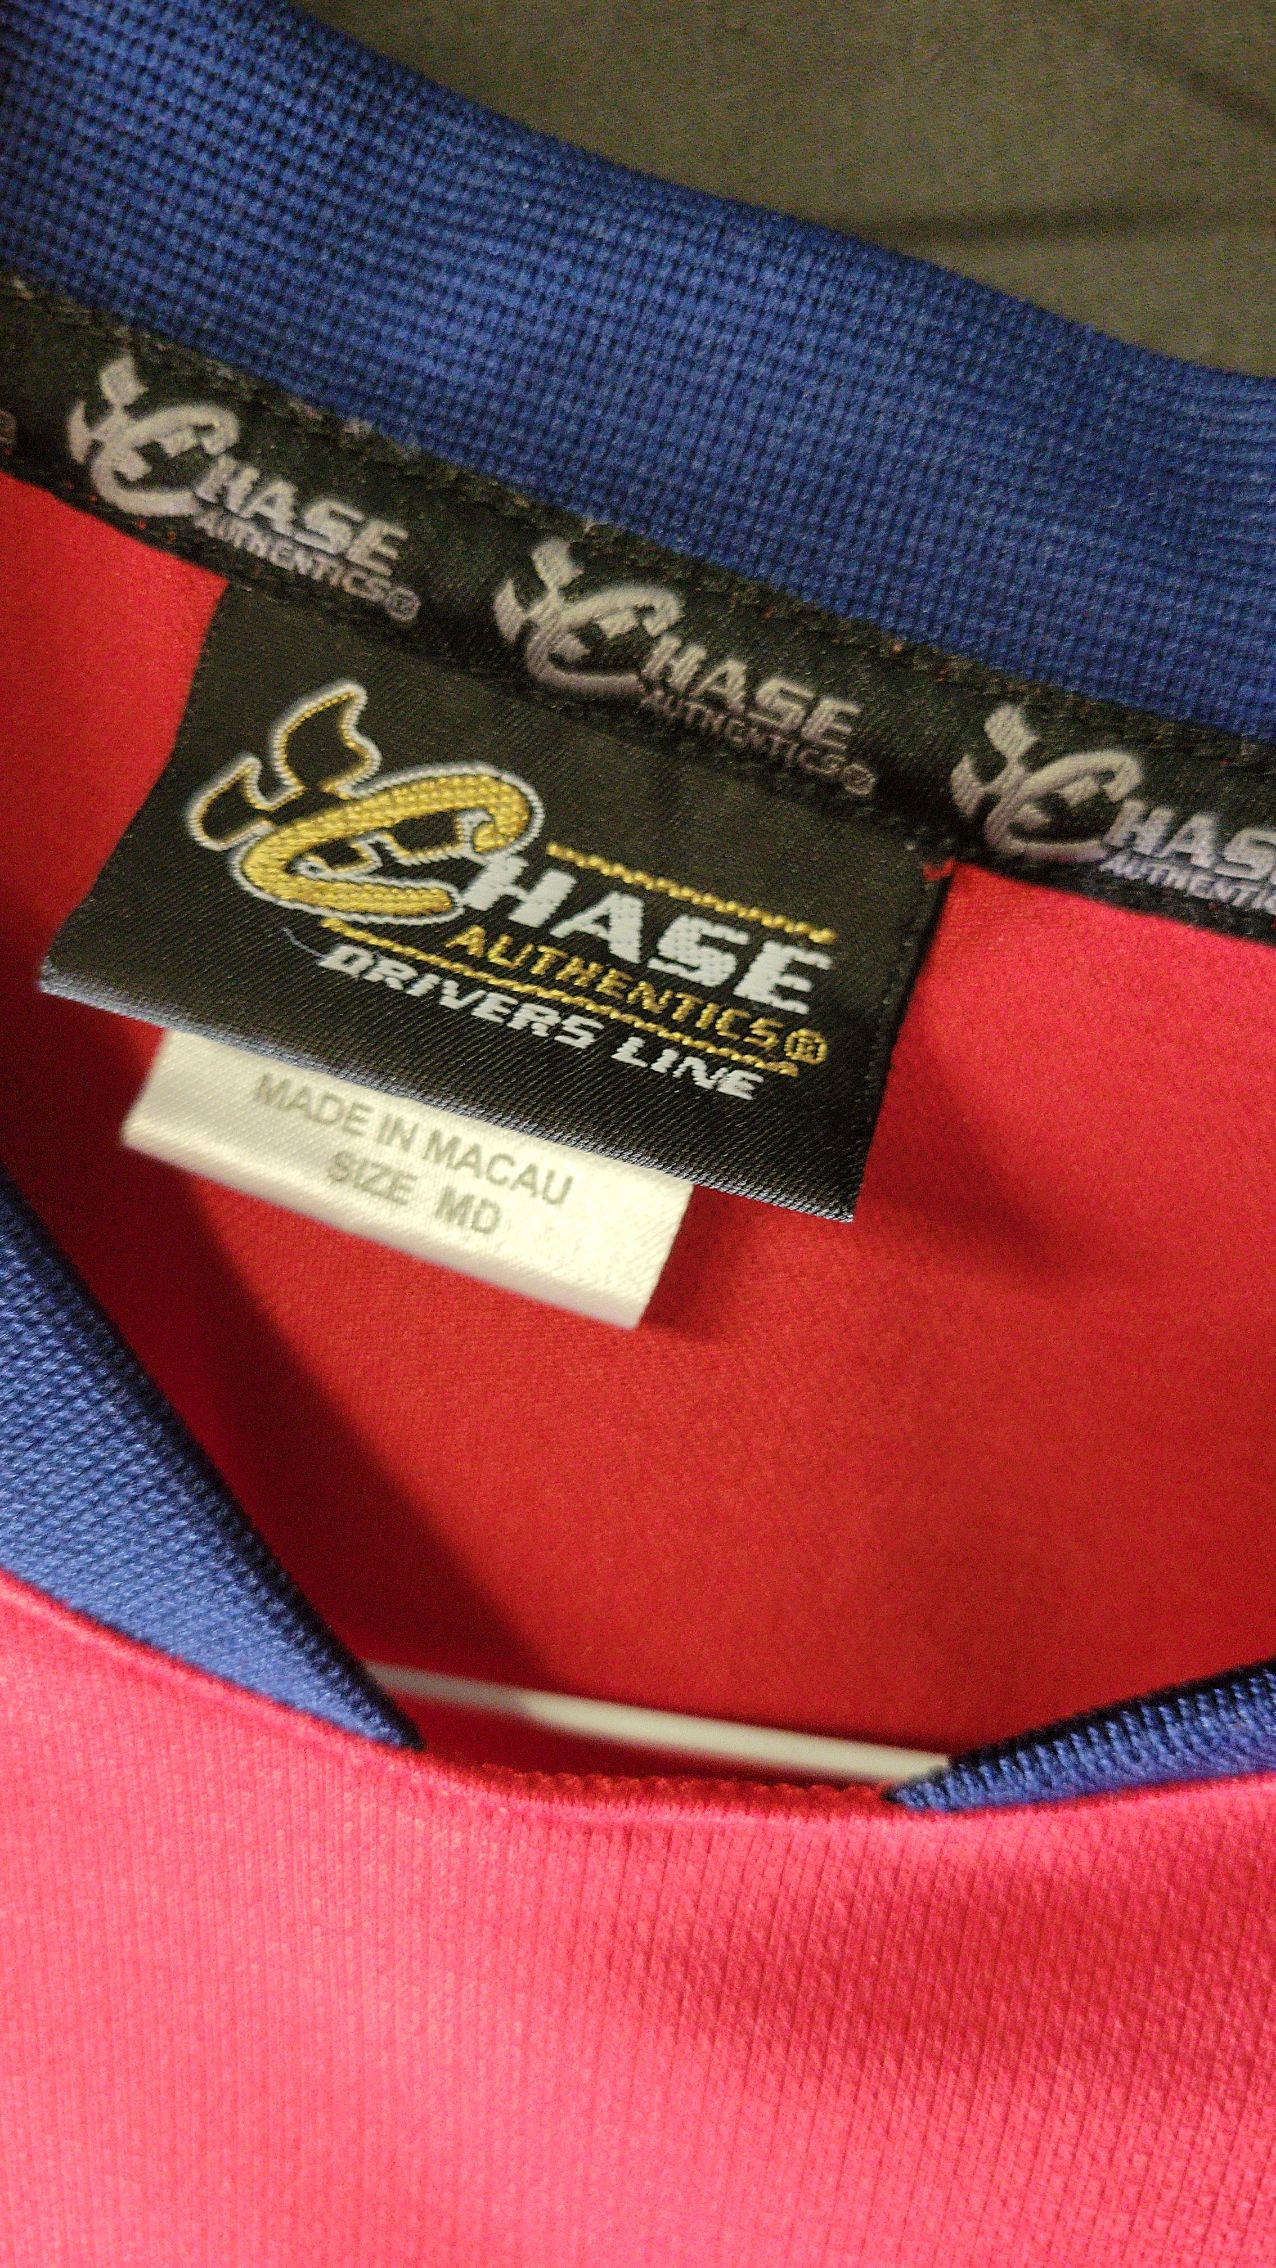 CHASE
AUTHENTICS®
CHASE
AUTHENTICS®
CHASE
AUTHENTICS
CHASE
AUTHENTICS®
DRIVERS LINE
MADE IN MACAU
SIZE MD